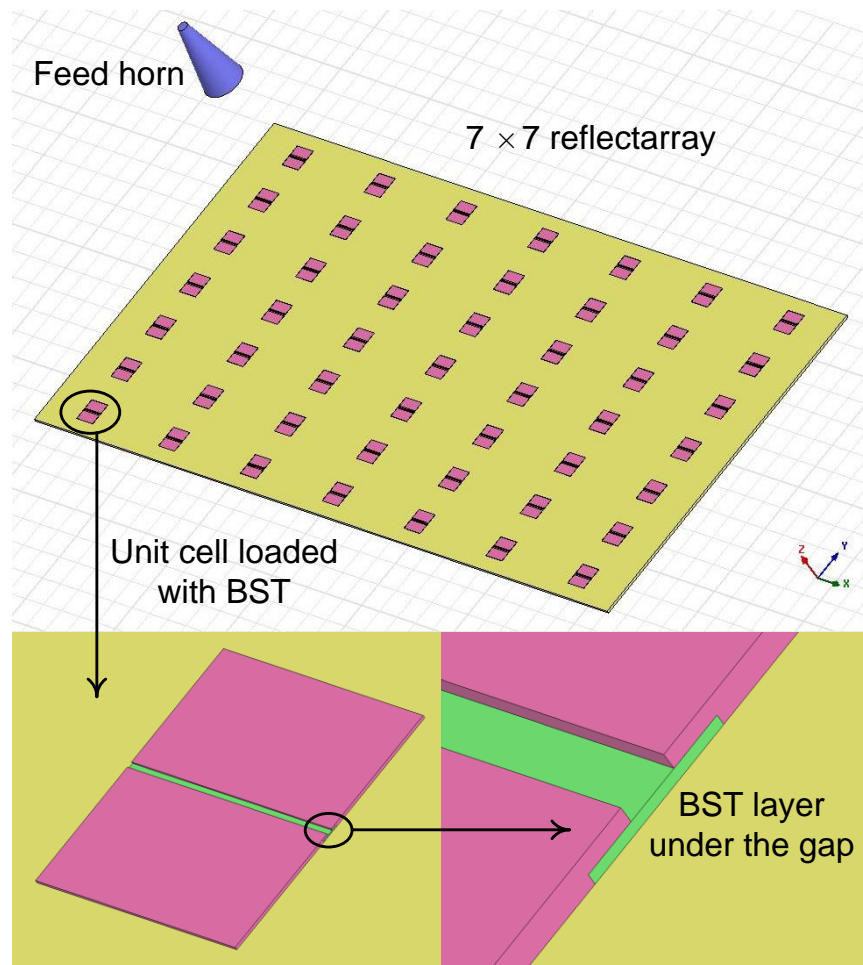 Feed horn
7 × 7 reflectarray
Z
Y
X
Unit cell loaded
with BST
BST layer
under the gap